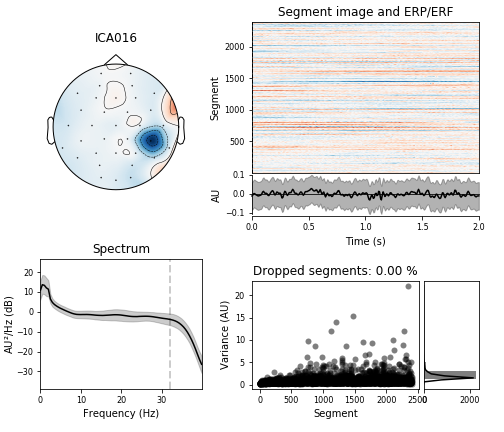 ICA016
Segment image and ERP/ERF
Segment
2000
1500
1000
500
AU
0.1
0.0
−0.1
0.0 0.5 1.0 1.5 2.0
Time (s)
Spectrum
AU²/Hz (dB)
20
10
0
−10
−20
−30
0 10 20 30
Frequency (Hz)
Dropped segments: 0.00 %
Variance (AU)
20
15
10
5
0
0 500 1000 1500 2000 2500
Segment
0 2000